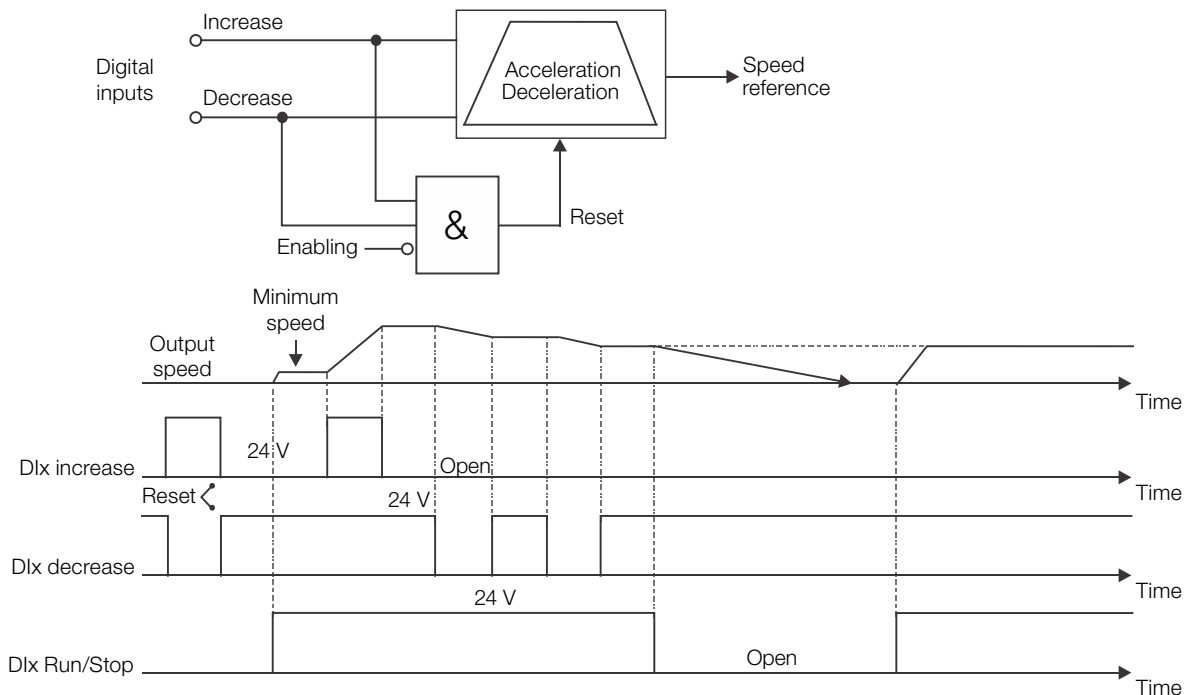 Increase
Digital
inputs
Decrease
Acceleration
Deceleration
Speed
reference
&
Reset
Enabling
Minimum
speed
Output
speed
Time
24 V
DIx increase
Open
Time
Reset
24 V
DIx decrease
Time
24 V
DIx Run/Stop
Open
Time